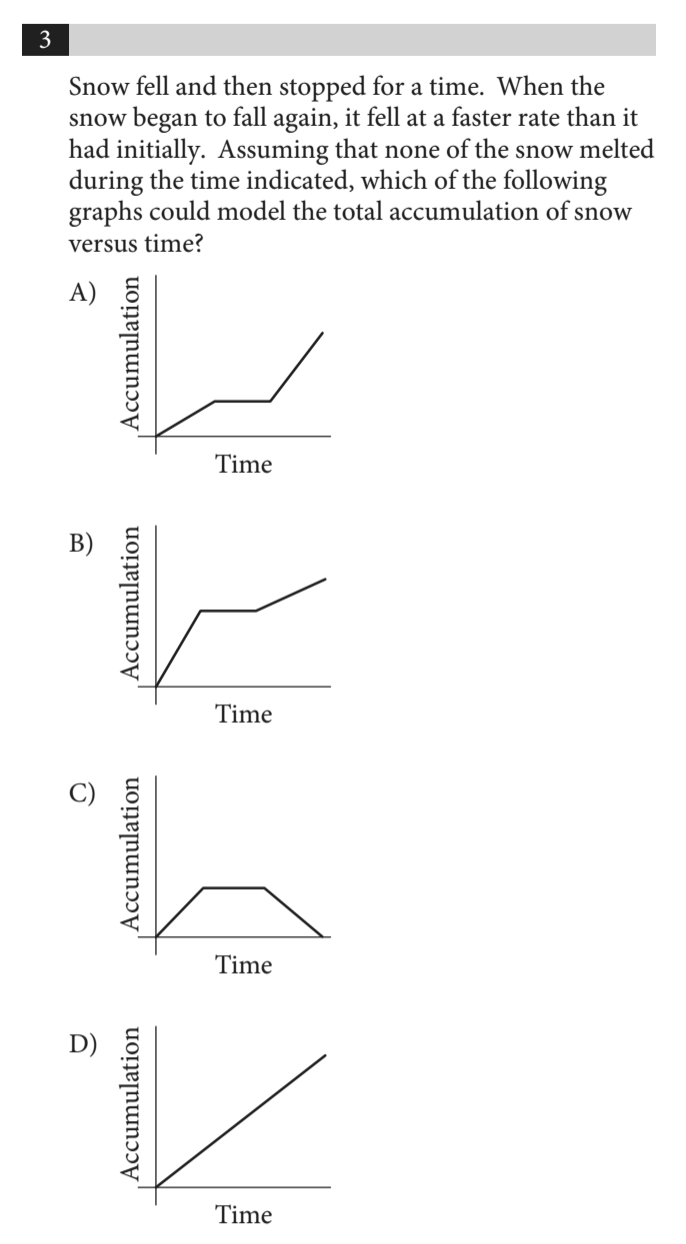 3
Snow fell and then stopped for a time. When the
snow began to fall again, it fell at a faster rate than it
had initially. Assuming that none of the snow melted
during the time indicated, which of the following
graphs could model the total accumulation of snow
versus time?
A)
Accumulation
Time
B)
Accumulation
Time
C)
Accumulation
Time
D)
Accumulation
Time